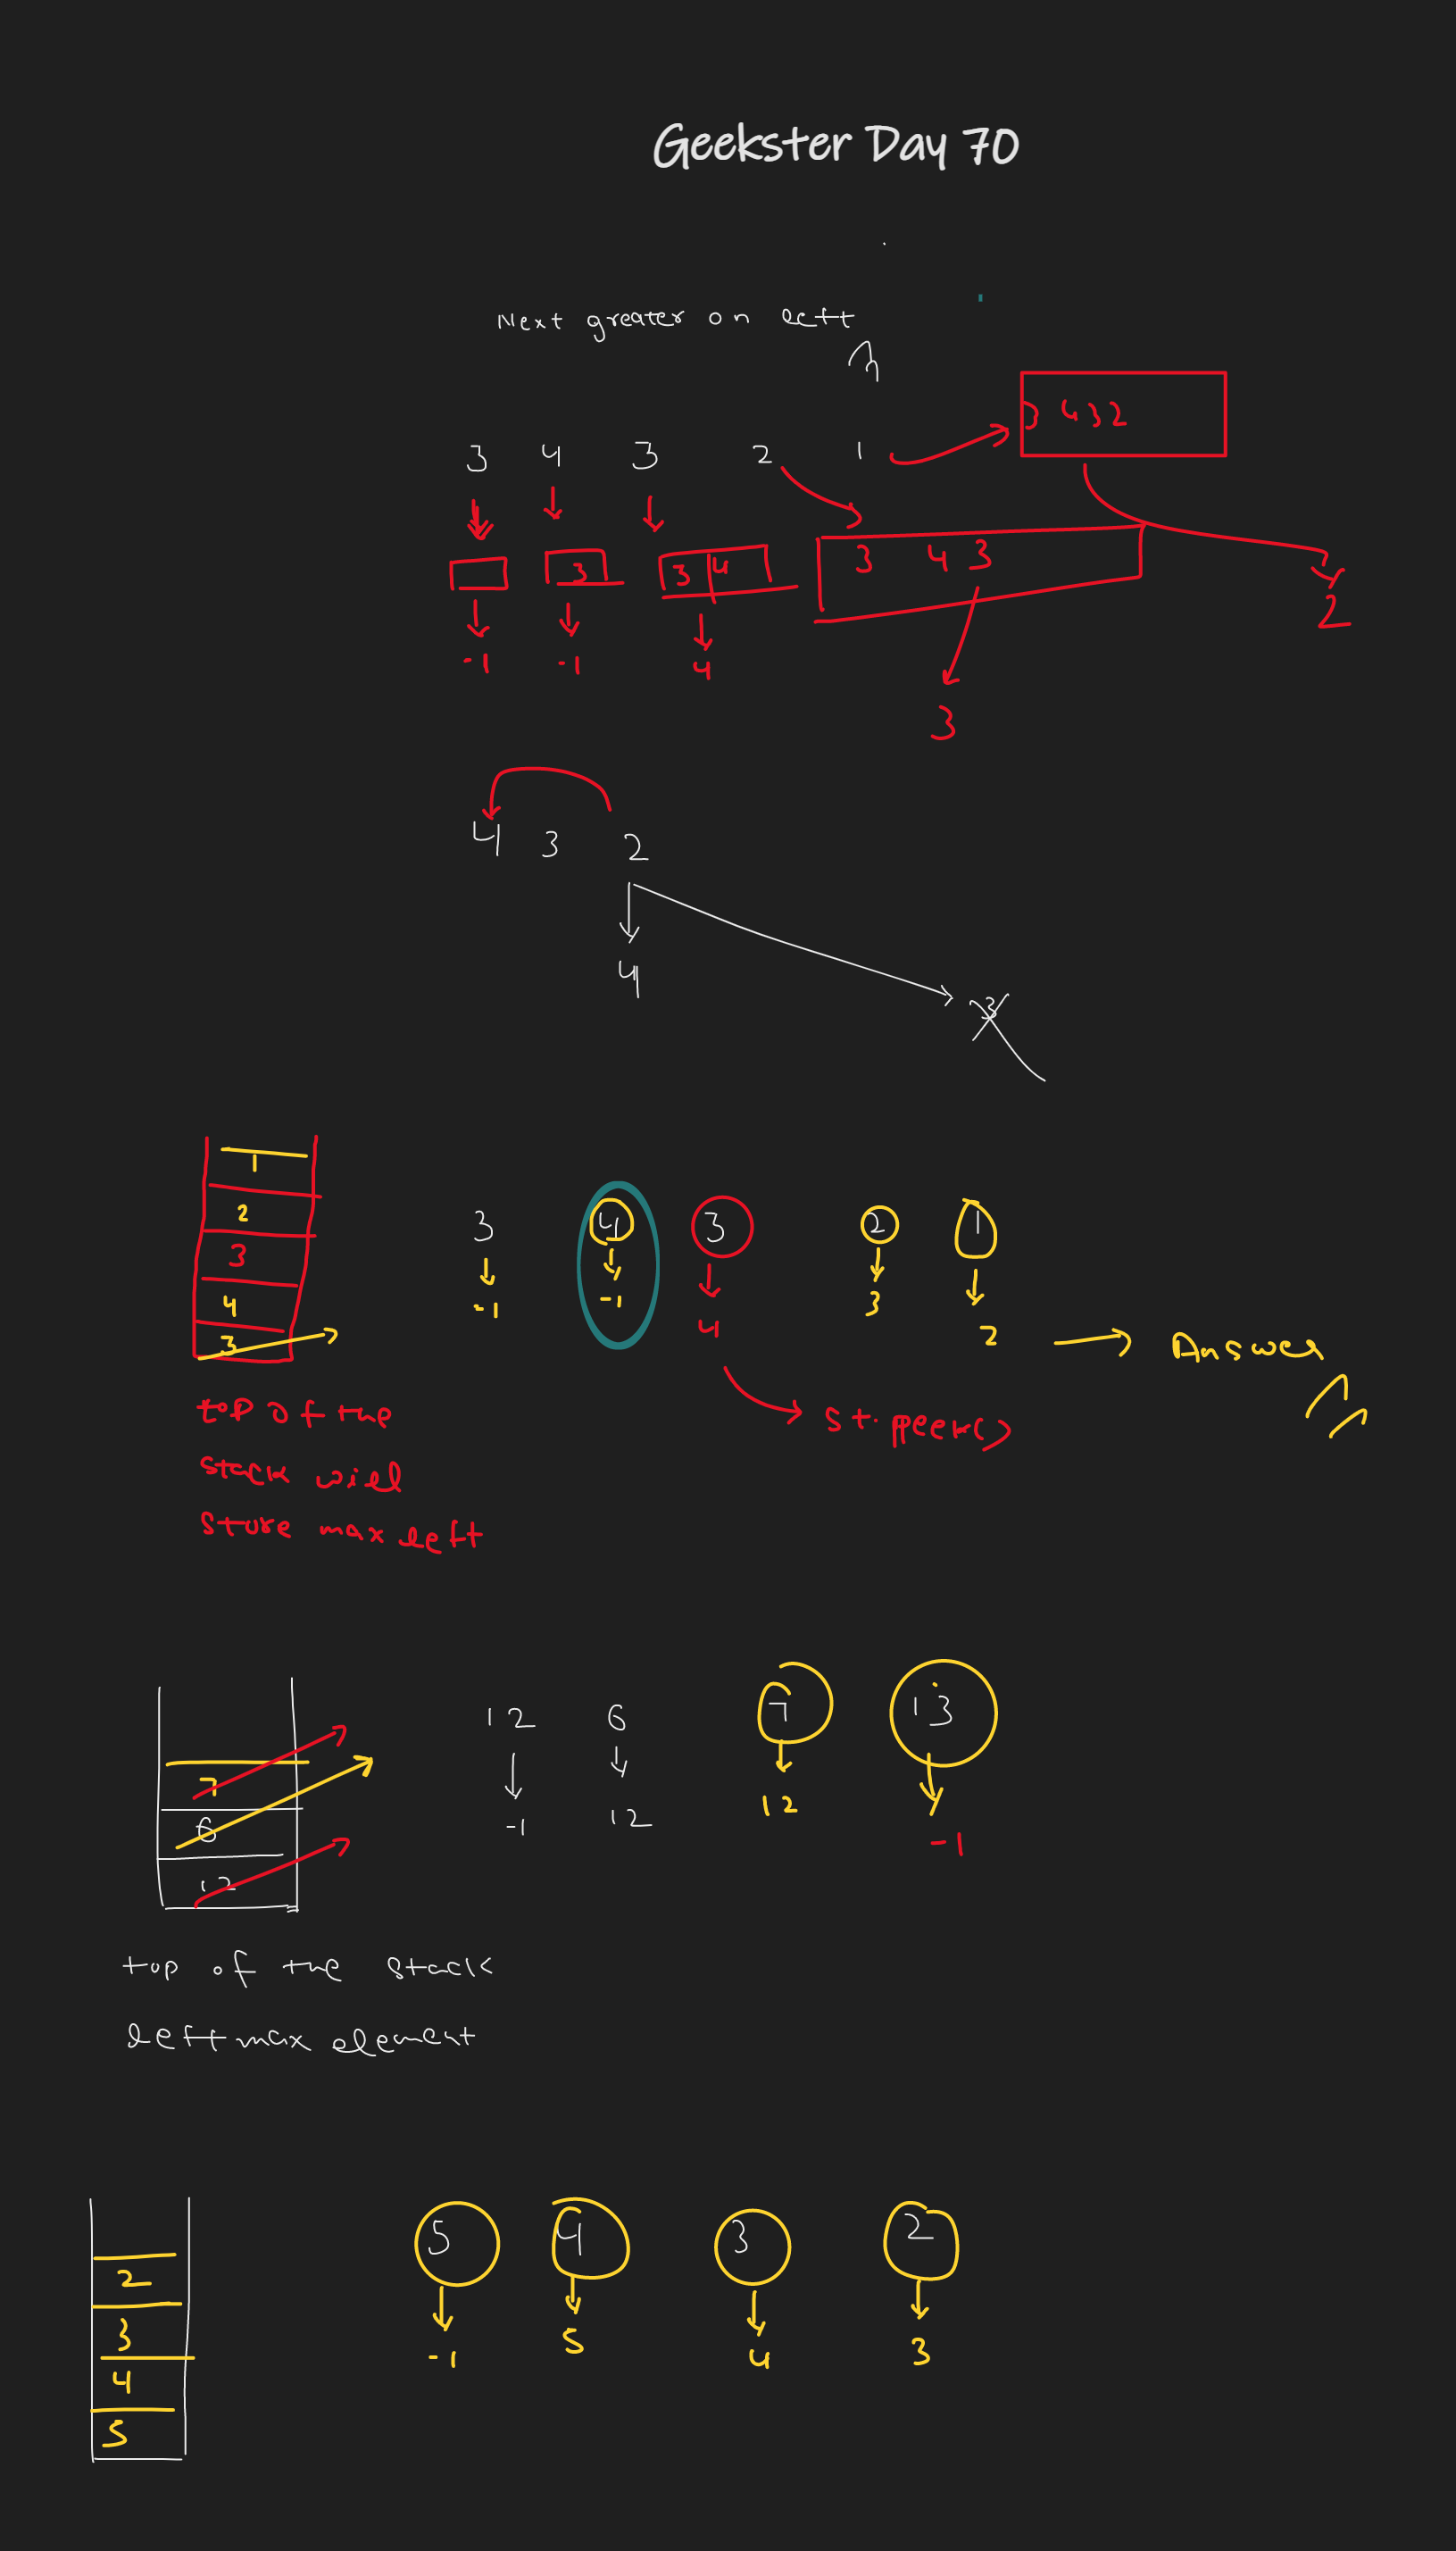 Geekster Day 70
Next greater on left
3 4 3 2 1
3 4 3 2
3
3 4
3 4 3
-1 -1 4
3
2
4 3 2
4
3
1
2
3
4
3
3 4 3 2 1
-1 -1 4 3 2
Answer
top of the
stack will
store max left
st.peek()
12 6 7 13
-1 12 12 -1
7
6
12
top of the stack
left max element
5 4 3 2
-1 5 4 3
2
3
4
5